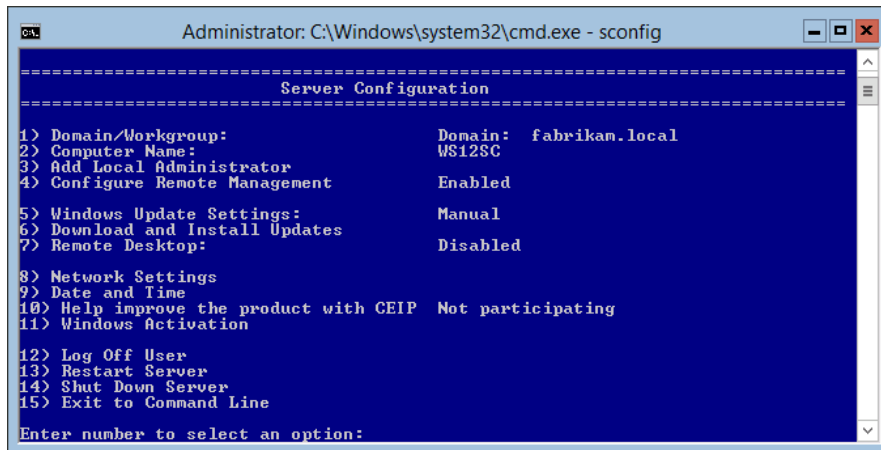 Administrator: C:\Windows\system32\cmd.exe - sconfig
===============================================================================
Server Configuration
===============================================================================
1) Domain/Workgroup: Domain: fabrikam.local
2) Computer Name: WS12SC
3) Add Local Administrator
4) Configure Remote Management Enabled
5) Windows Update Settings: Manual
6) Download and Install Updates
7) Remote Desktop: Disabled
8) Network Settings
9) Date and Time
10) Help improve the product with CEIP Not participating
11) Windows Activation
12) Log Off User
13) Restart Server
14) Shut Down Server
15) Exit to Command Line
Enter number to select an option: